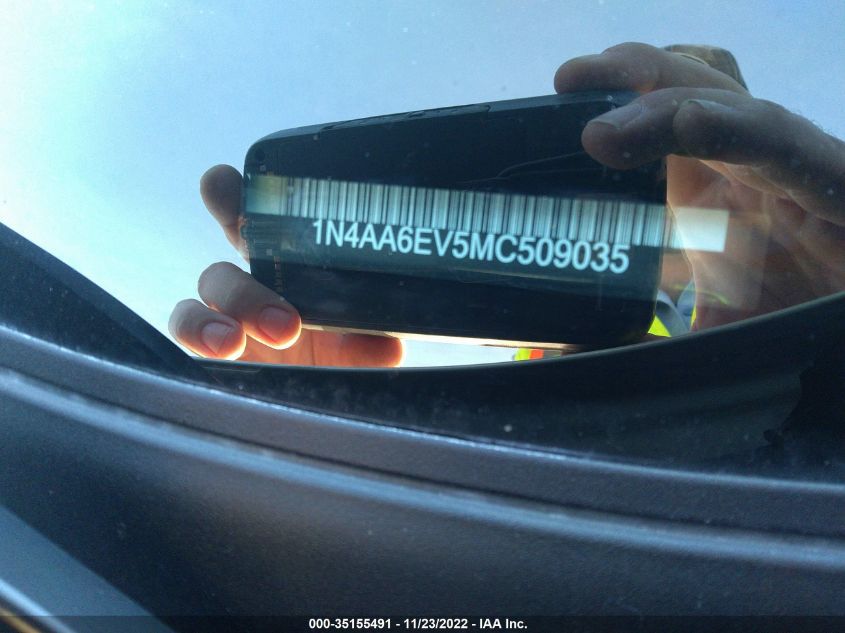 1N4AA6EV5MC509035
000-35155491 - 11/23/2022 - IAA Inc.